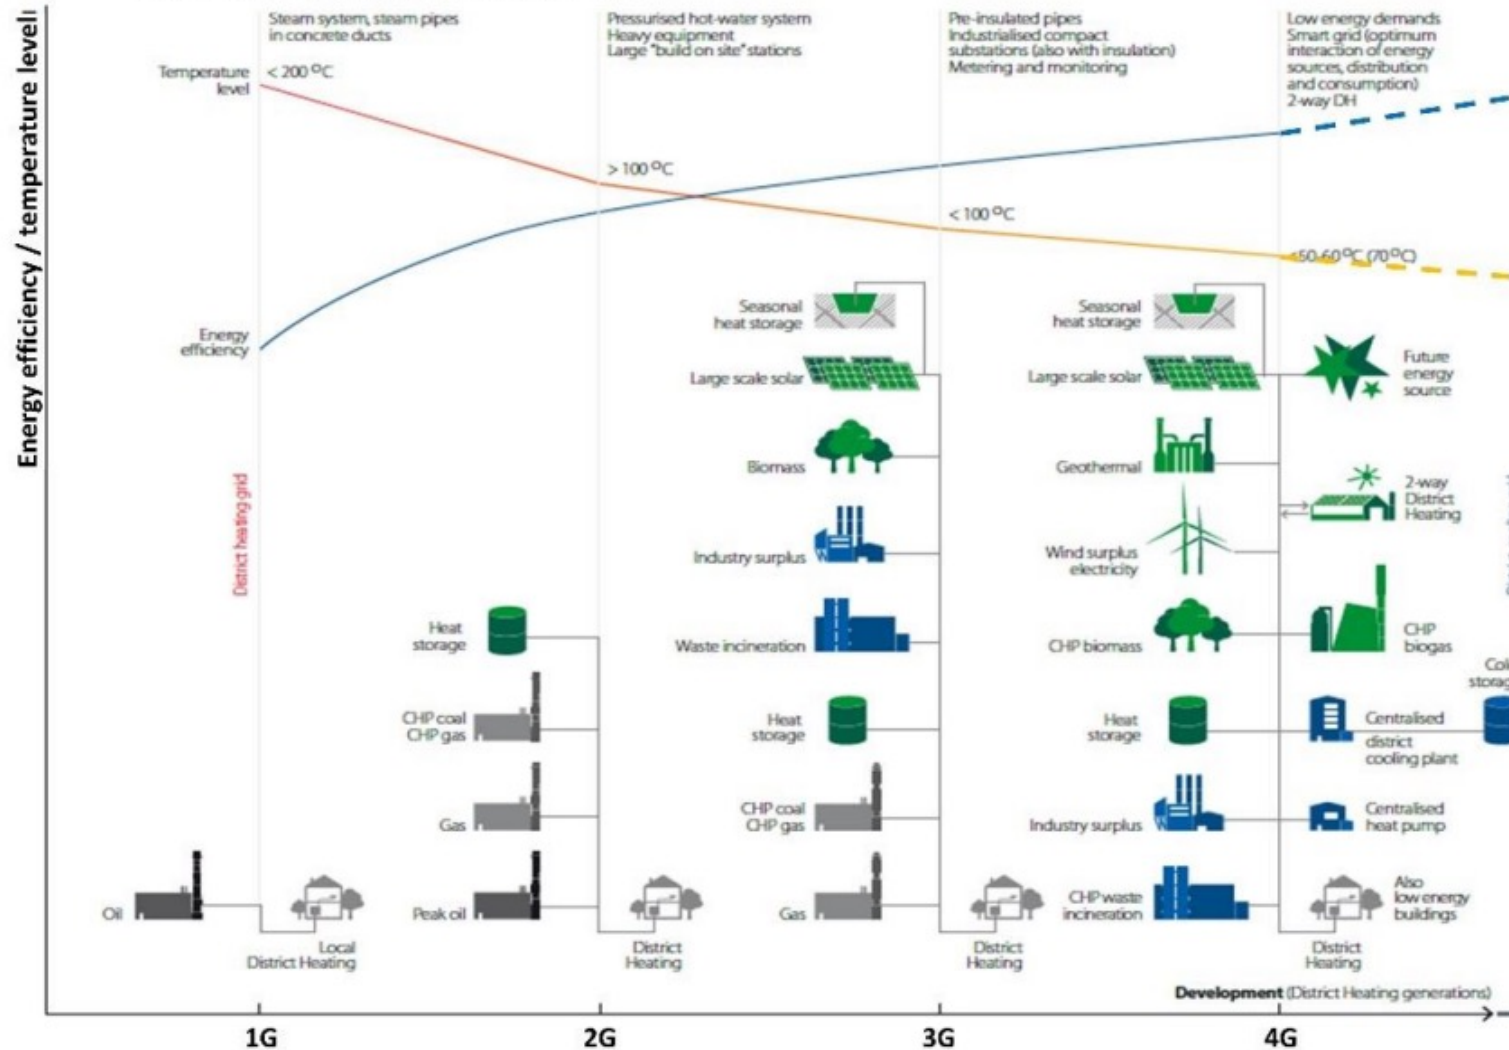 Energy efficiency / temperature level
Steam system, steam pipes
in concrete ducts
Pressurised hot-water system
Heavy equipment
Large "build on site" stations
Pre-insulated pipes
Industrialised compact
substations (also with insulation)
Metering and monitoring
Low energy demands
Smart grid (optimum
interaction of energy
sources, distribution
and consumption)
2-way DH
Temperature
level
< 200 °C
> 100 °C
< 100 °C
<50-60 °C (70 °C)
Energy
efficiency
District heating grid
Oil
Local
District Heating
Heat
storage
CHP coal
CHP gas
Gas
Peak oil
District
Heating
Seasonal
heat storage
Large scale solar
Biomass
Industry surplus
Waste incineration
Heat
storage
CHP coal
CHP gas
Gas
District
Heating
Seasonal
heat storage
Large scale solar
Geothermal
Wind surplus
electricity
CHP biomass
Heat
storage
Industry surplus
CHP waste
incineration
Future
energy
source
2-way
District
Heating
CHP
biogas
Centralised
district
cooling plant
Centralised
heat pump
Also
low energy
buildings
District
Heating
Development (District Heating generations)
1G
2G
3G
4G